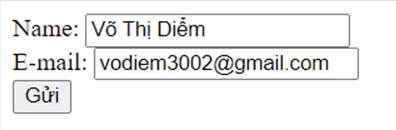 Name: Võ Thị Diễm
E-mail: vodiem3002@gmail.com
Gửi